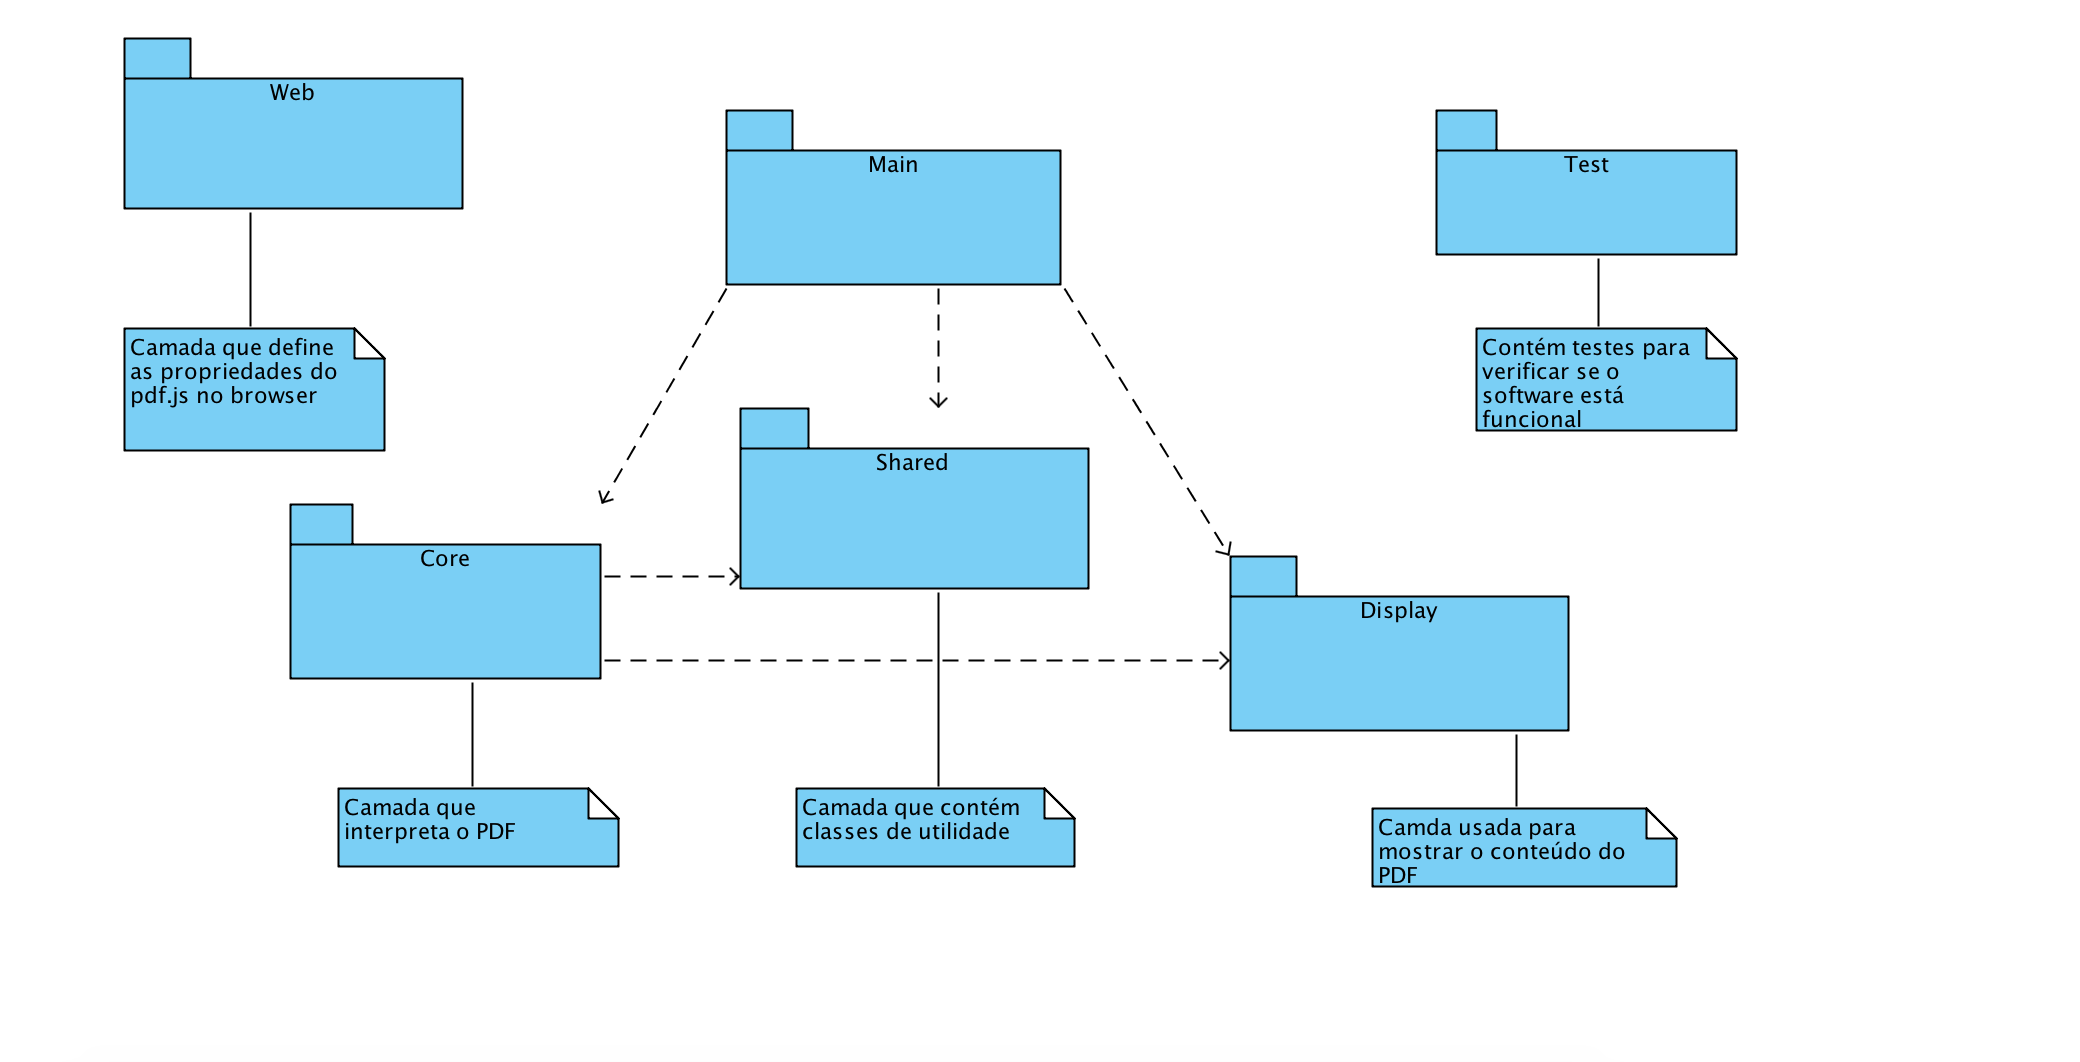 Web
Main
Test
Camada que define
as propriedades do
pdf.js no browser
Contém testes para
verificar se o
software está
funcional
Shared
Core
Display
Camada que
interpreta o PDF
Camada que contém
classes de utilidade
Camda usada para
mostrar o conteúdo do
PDF